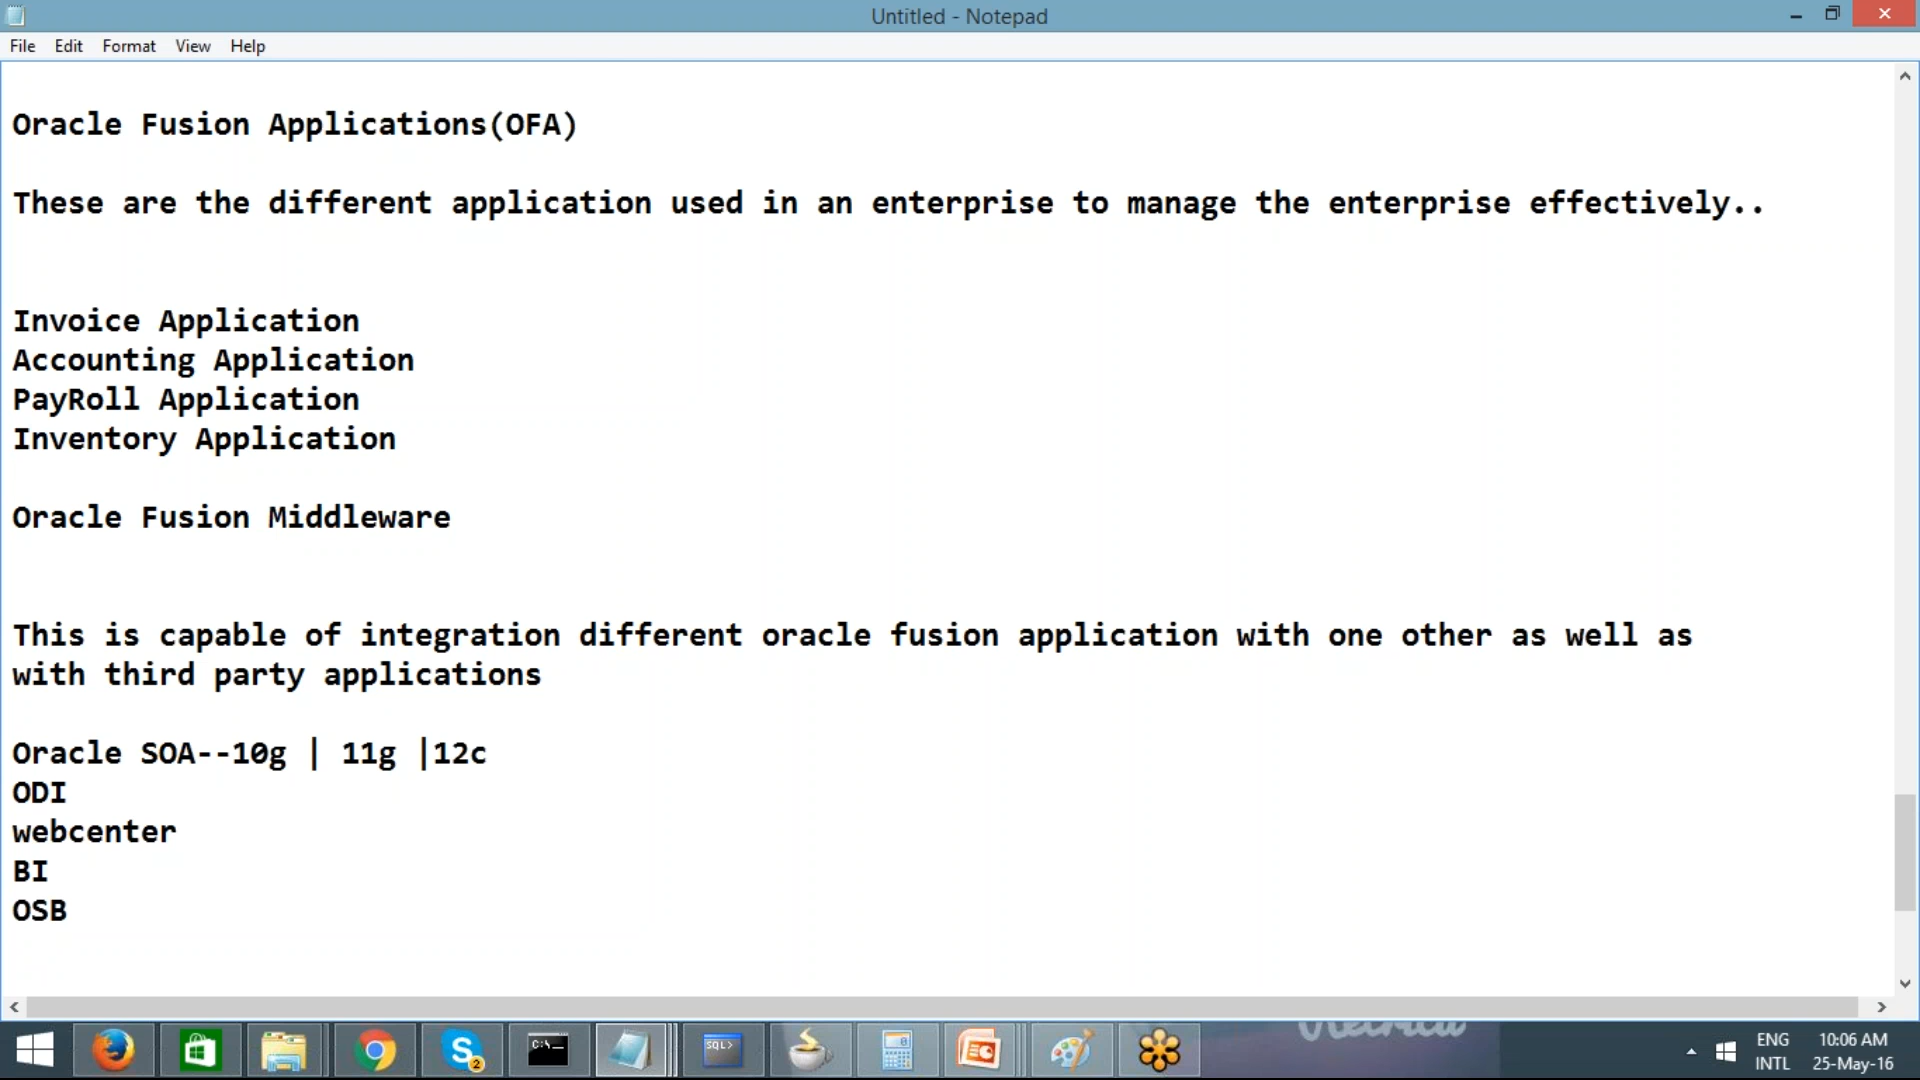 Untitled - Notepad
File Edit Format View Help
Oracle Fusion Applications(OFA)
These are the different application used in an enterprise to manage the enterprise effectively..
Invoice Application
Accounting Application
PayRoll Application
Inventory Application
Oracle Fusion Middleware
This is capable of integration different oracle fusion application with one other as well as
with third party applications
Oracle SOA--10g | 11g |12c
ODI
webcenter
BI
OSB
C:\_
SQL>
S 2
ENG 10:06 AM
INTL 25-May-16